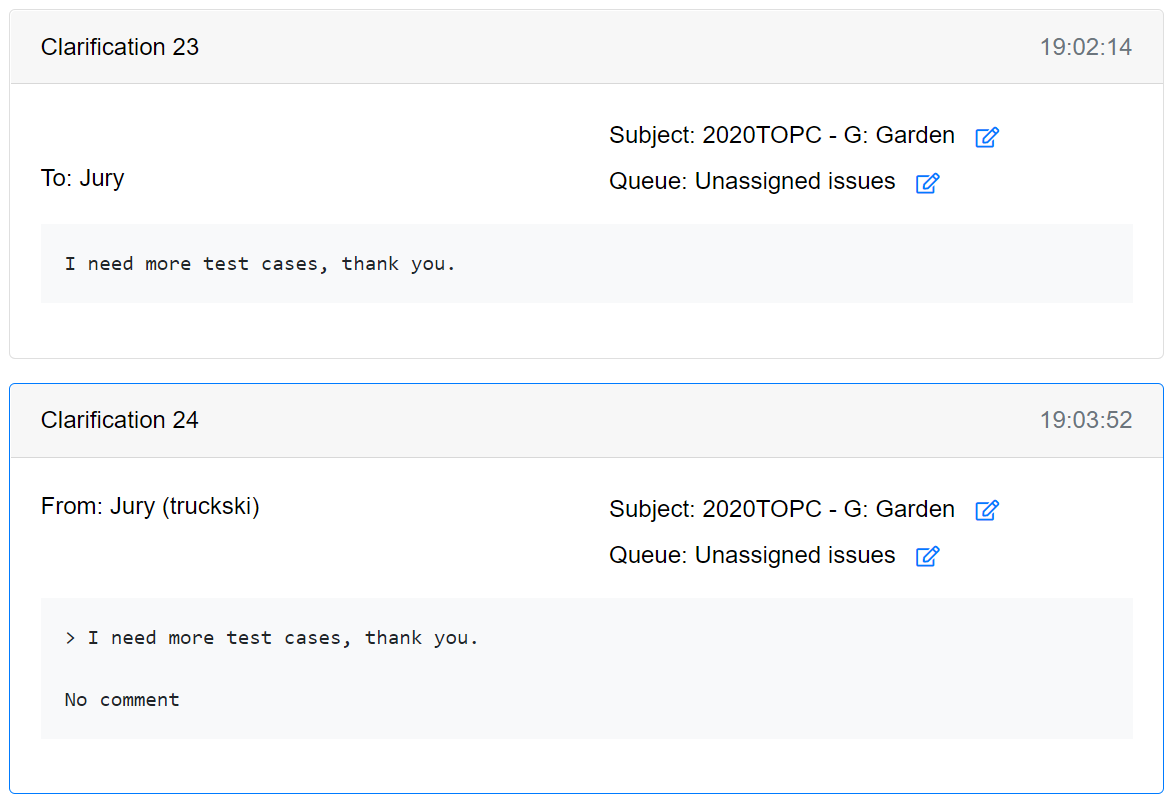 Clarification 23
19:02:14
To: Jury
Subject: 2020TOPC - G: Garden
Queue: Unassigned issues
I need more test cases, thank you.
Clarification 24
19:03:52
From: Jury (truckski)
Subject: 2020TOPC - G: Garden
Queue: Unassigned issues
> I need more test cases, thank you.
No comment